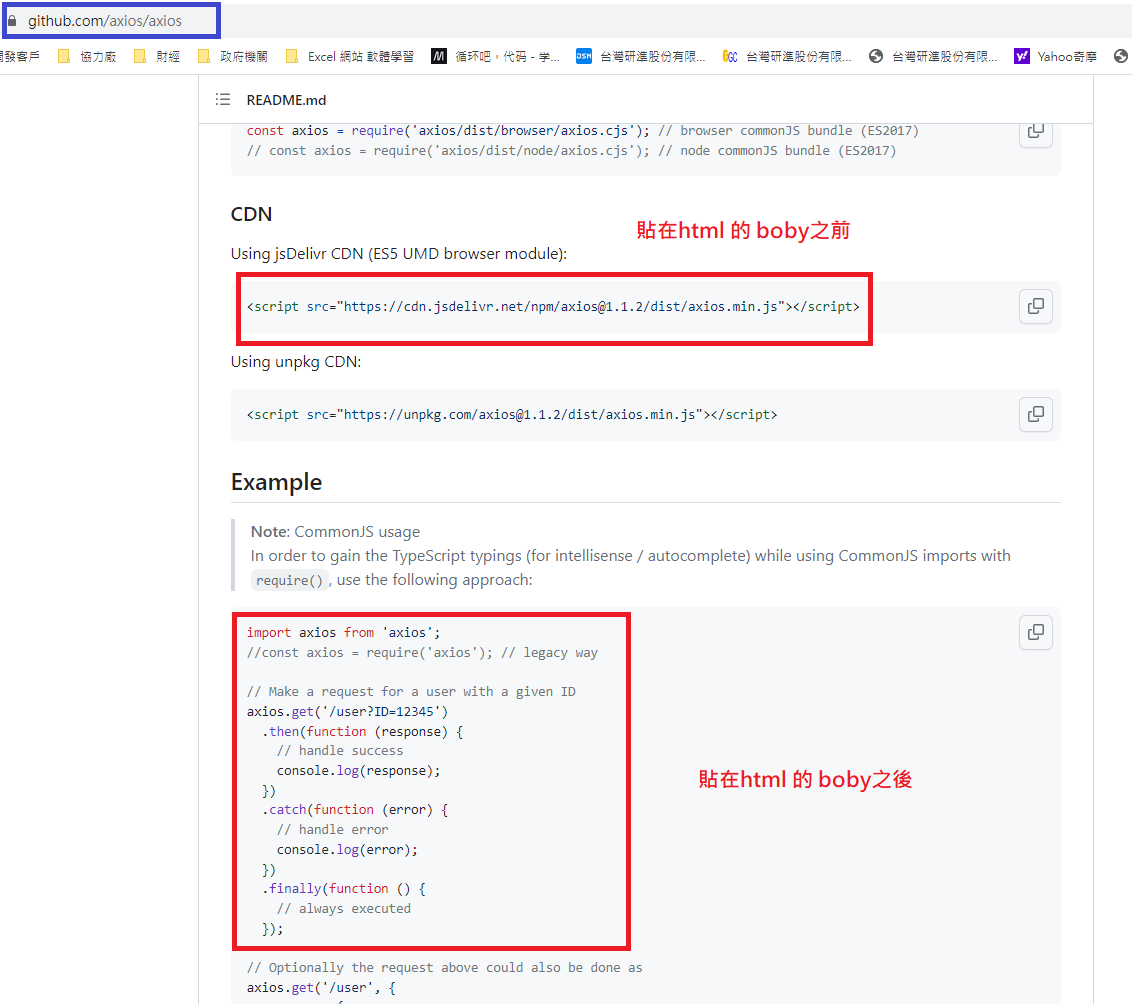 github.com/axios/axios
開發客戶 協力廠 財經 政府機關 Excel 網站 軟體學習 M 循环吧,代码 - 学... DSM 台灣研準股份有限... GCC 台灣研準股份有限... 台灣研準股份有限... y! Yahoo奇摩
README.md
const axios = require('axios/dist/browser/axios.cjs'); // browser commonJS bundle (ES2017)
// const axios = require('axios/dist/node/axios.cjs'); // node commonJS bundle (ES2017)
CDN
貼在html 的 boby之前
Using jsDelivr CDN (ES5 UMD browser module):
<script src="https://cdn.jsdelivr.net/npm/axios@1.1.2/dist/axios.min.js"></script>
Using unpkg CDN:
<script src="https://unpkg.com/axios@1.1.2/dist/axios.min.js"></script>
Example
Note: CommonJS usage
In order to gain the TypeScript typings (for intellisense / autocomplete) while using CommonJS imports with
require(), use the following approach:
import axios from 'axios';
//const axios = require('axios'); // legacy way
// Make a request for a user with a given ID
axios.get('/user?ID=12345')
.then(function (response) {
// handle success
console.log(response);
})
貼在html 的 boby之後
.catch(function (error) {
// handle error
console.log(error);
})
.finally(function () {
// always executed
});
// Optionally the request above could also be done as
axios.get('/user', {